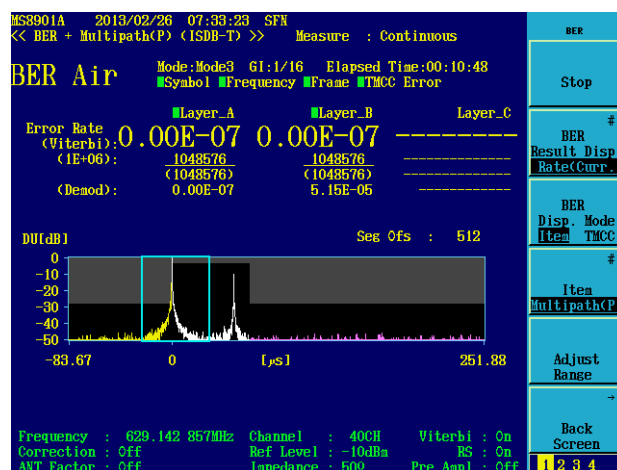 MS8901A 2013/02/26 07:33:23 SFN
<< BER + Multipath(P) (ISDB-T) >> Measure : Continuous
BER Air
Mode:Mode3 GI:1/16 Elapsed Time:00:10:48
Symbol Frequency Frame TMCC Error
Layer_A Layer_B Layer_C
Error Rate
(Viterbi): 0.00E-07 0.00E-07 ----------
(1E+06): 1048576 1048576 ----------
(1048576) (1048576) ----------
(Demod): 0.00E-07 5.15E-05 ----------
DU[dB] Seg Ofs : 512
0
-10
-20
-30
-40
-50
-83.67 0 [μs] 251.88
Frequency : 629.142 857MHz Channel : 40CH Viterbi : On
Correction : Off Ref Level : -10dBm RS : On
ANT Factor : Off Impedance : 50Ω Pre Ampl : Off
BER
Stop
#
BER
Result Disp
Rate(Curr.
BER
Disp. Mode
Item TMCC
#
Item
Multipath(P
Adjust
Range
→
Back
Screen
1 2 3 4